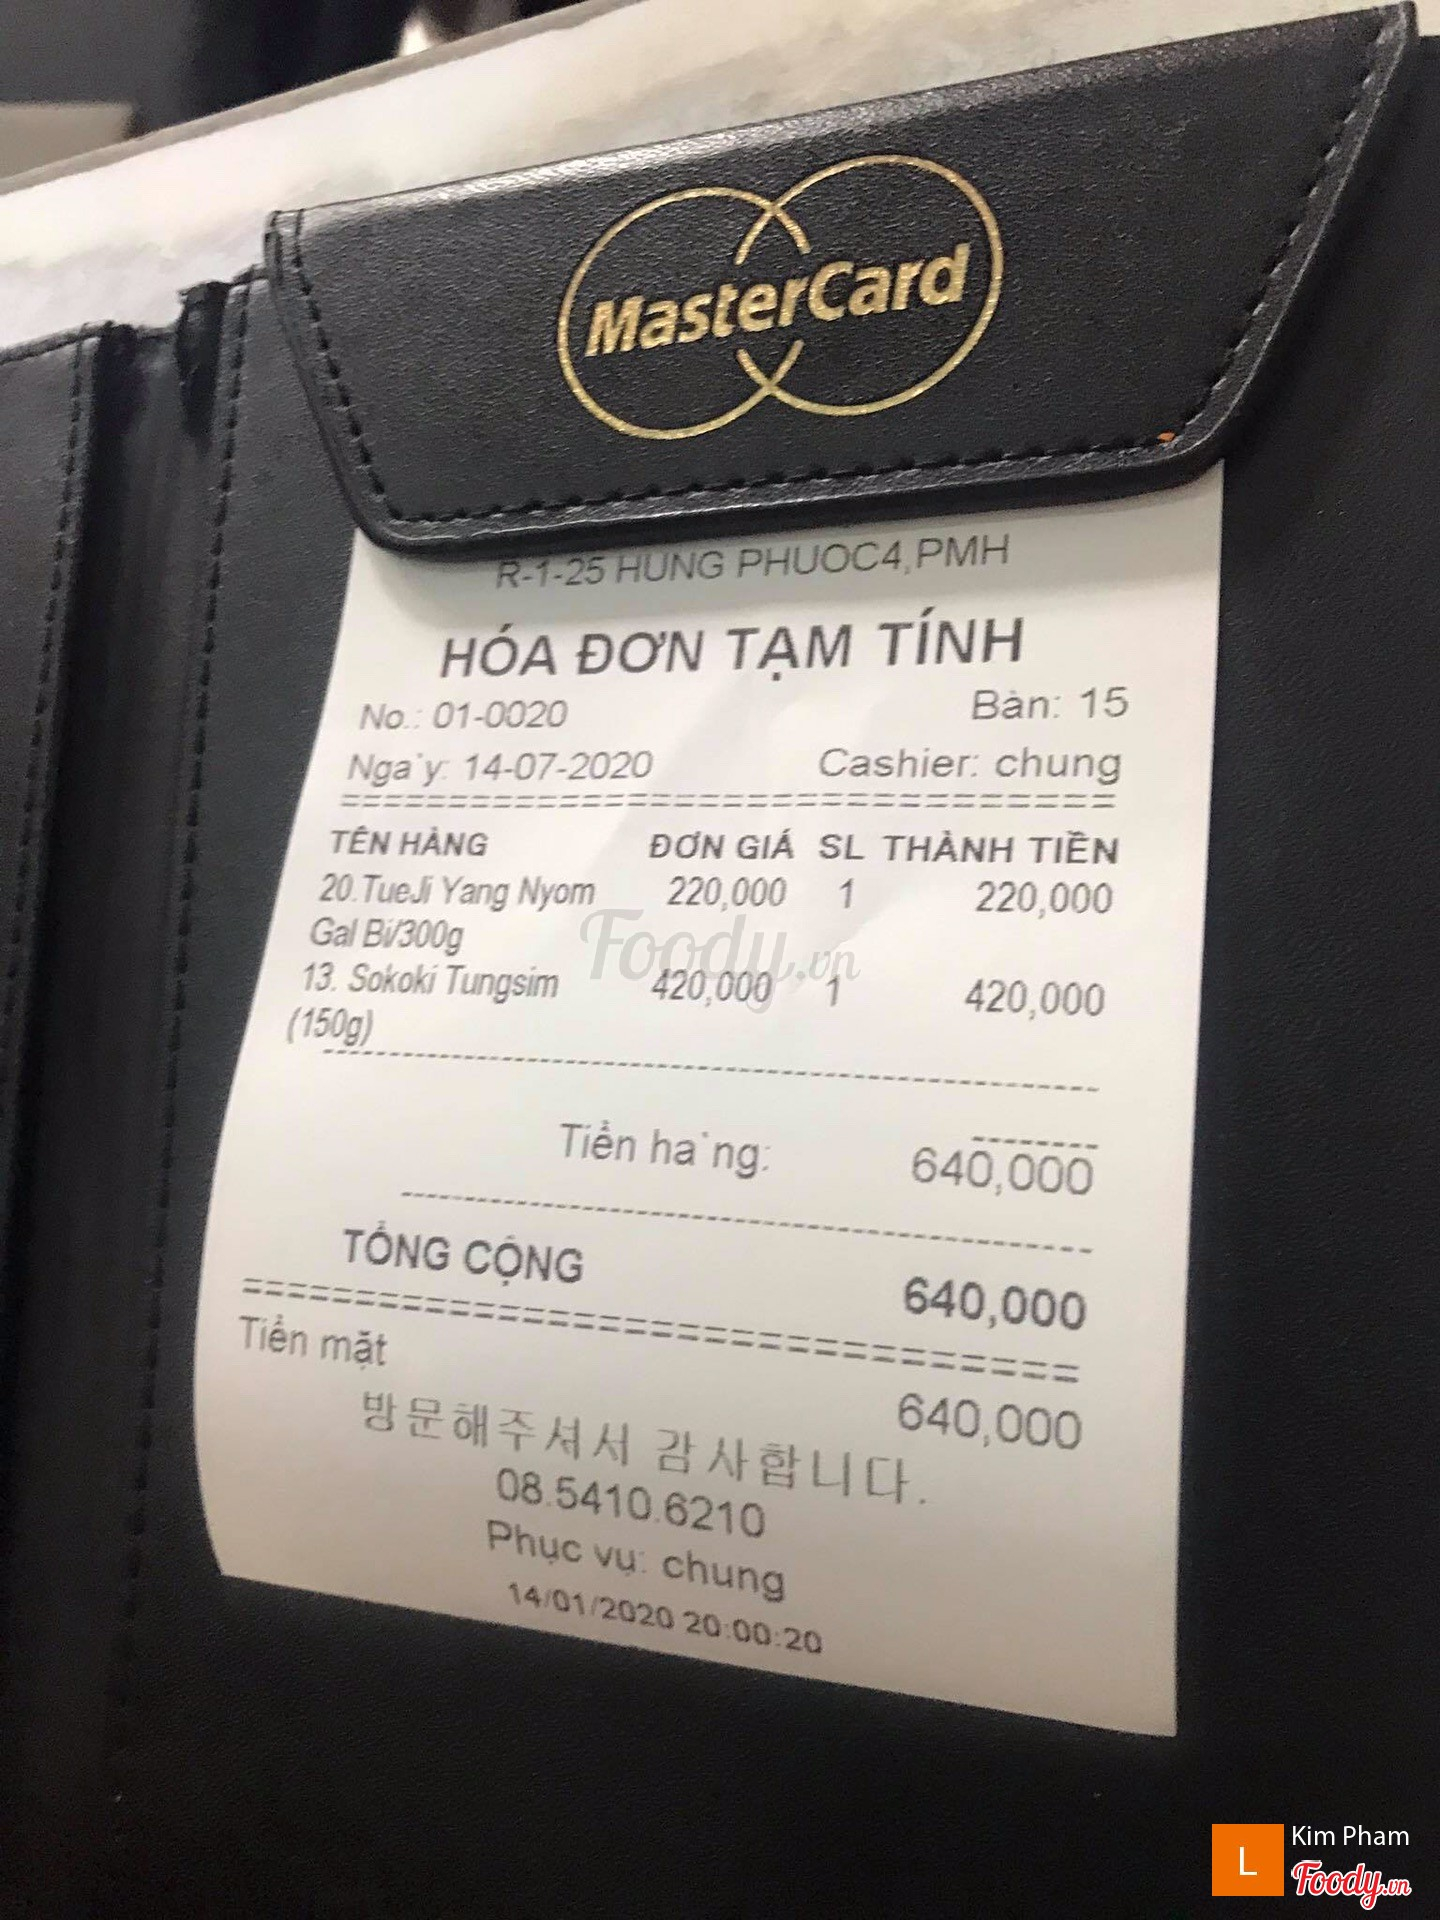 MasterCard
R-1-25 HUNG PHUOC4,PMH
HÓA ĐƠN TẠM TÍNH
No.: 01-0020 Bàn: 15
Nga`y: 14-07-2020 Cashier: chung
TÊN HÀNG ĐƠN GIÁ SL THÀNH TIỀN
20.TueJi Yang Nyom 220,000 1 220,000
Gal Bi/300g
13. Sokoki Tungsim 420,000 1 420,000
(150g)
Foody.vn
Tiền ha`ng: 640,000
TỔNG CỘNG 640,000
Tiền mặt 640,000
방문해주셔서 감사합니다.
08.5410.6210
Phục vụ: chung
14/01/2020 20:00:20
L Kim Pham
Foody.vn